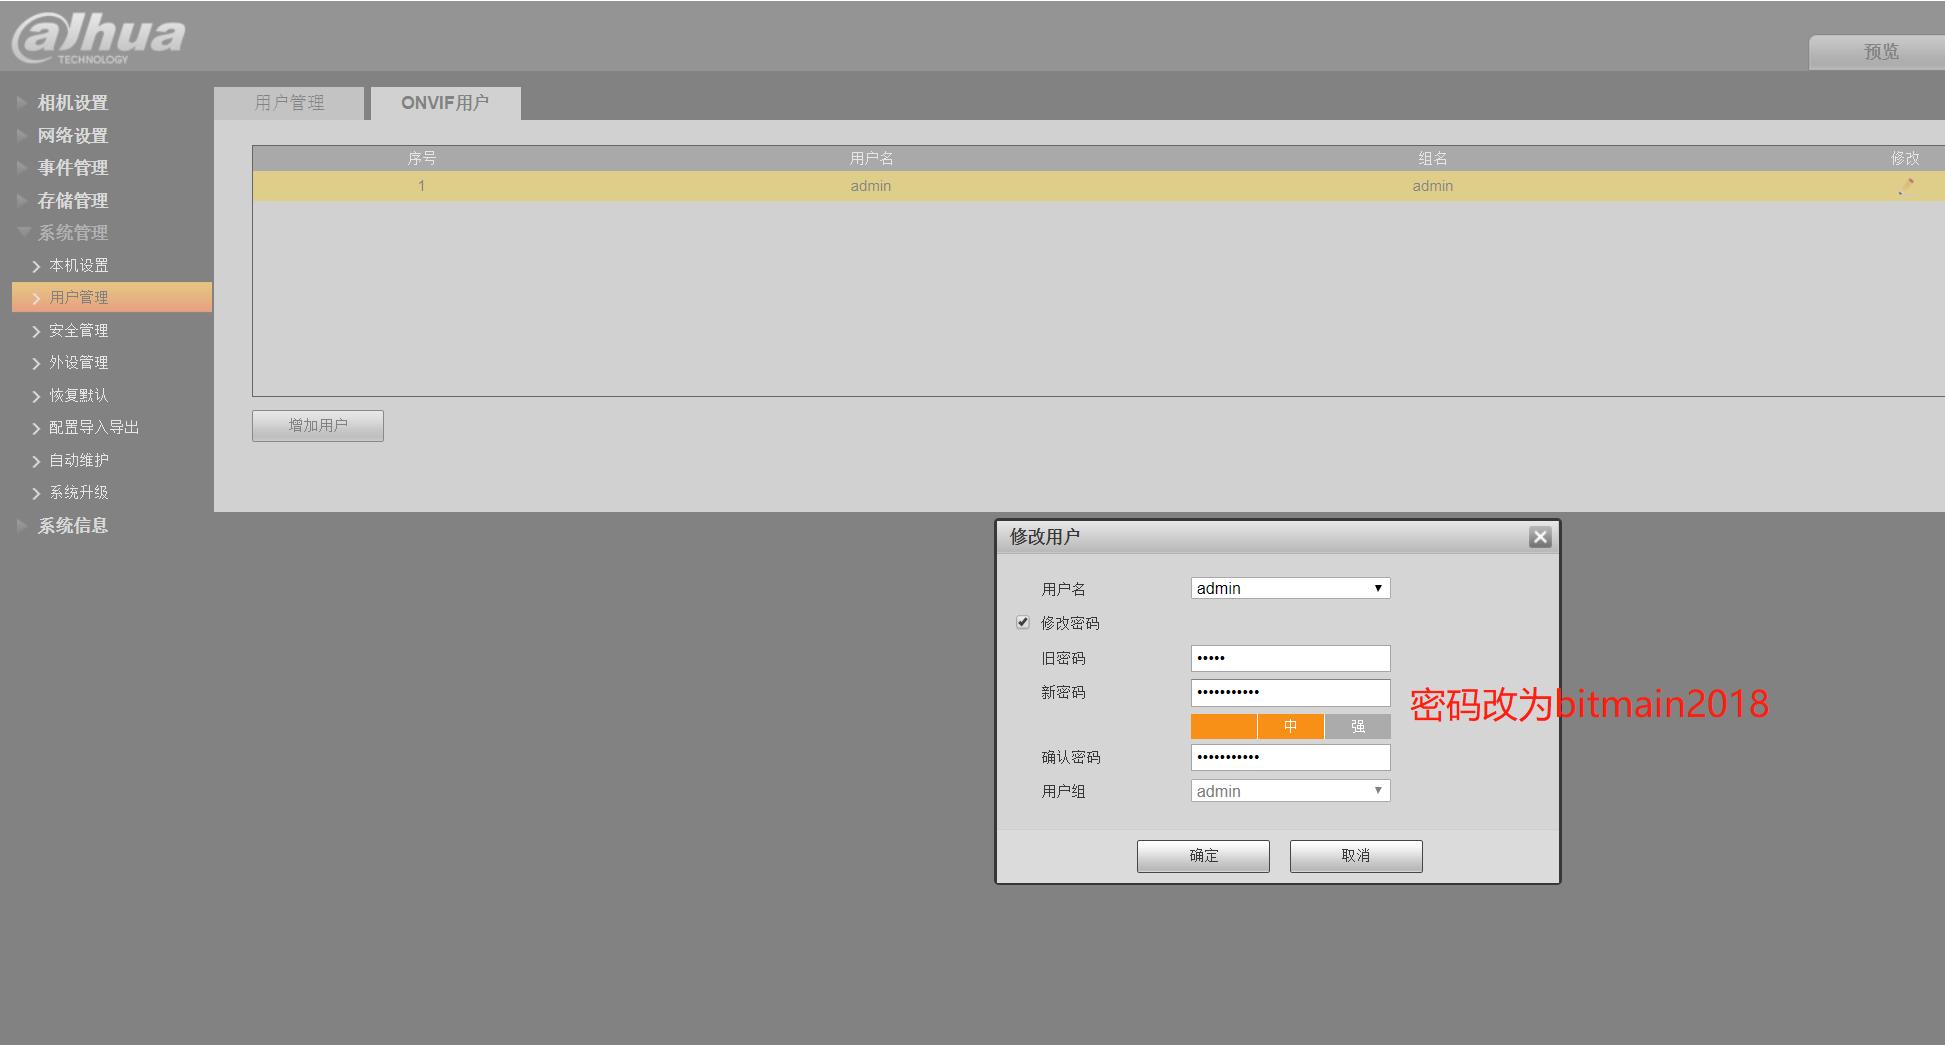 alhua
TECHNOLOGY
预览
相机设置
网络设置
事件管理
存储管理
系统管理
本机设置
用户管理
安全管理
外设管理
恢复默认
配置导入导出
自动维护
系统升级
系统信息
用户管理 ONVIF用户
序号 用户名 组名 修改
1 admin admin
增加用户
修改用户
用户名 admin
修改密码
旧密码 •••••
新密码 •••••••••••
密码改为bitmain2018
中 强
确认密码 •••••••••••
用户组 admin
确定 取消